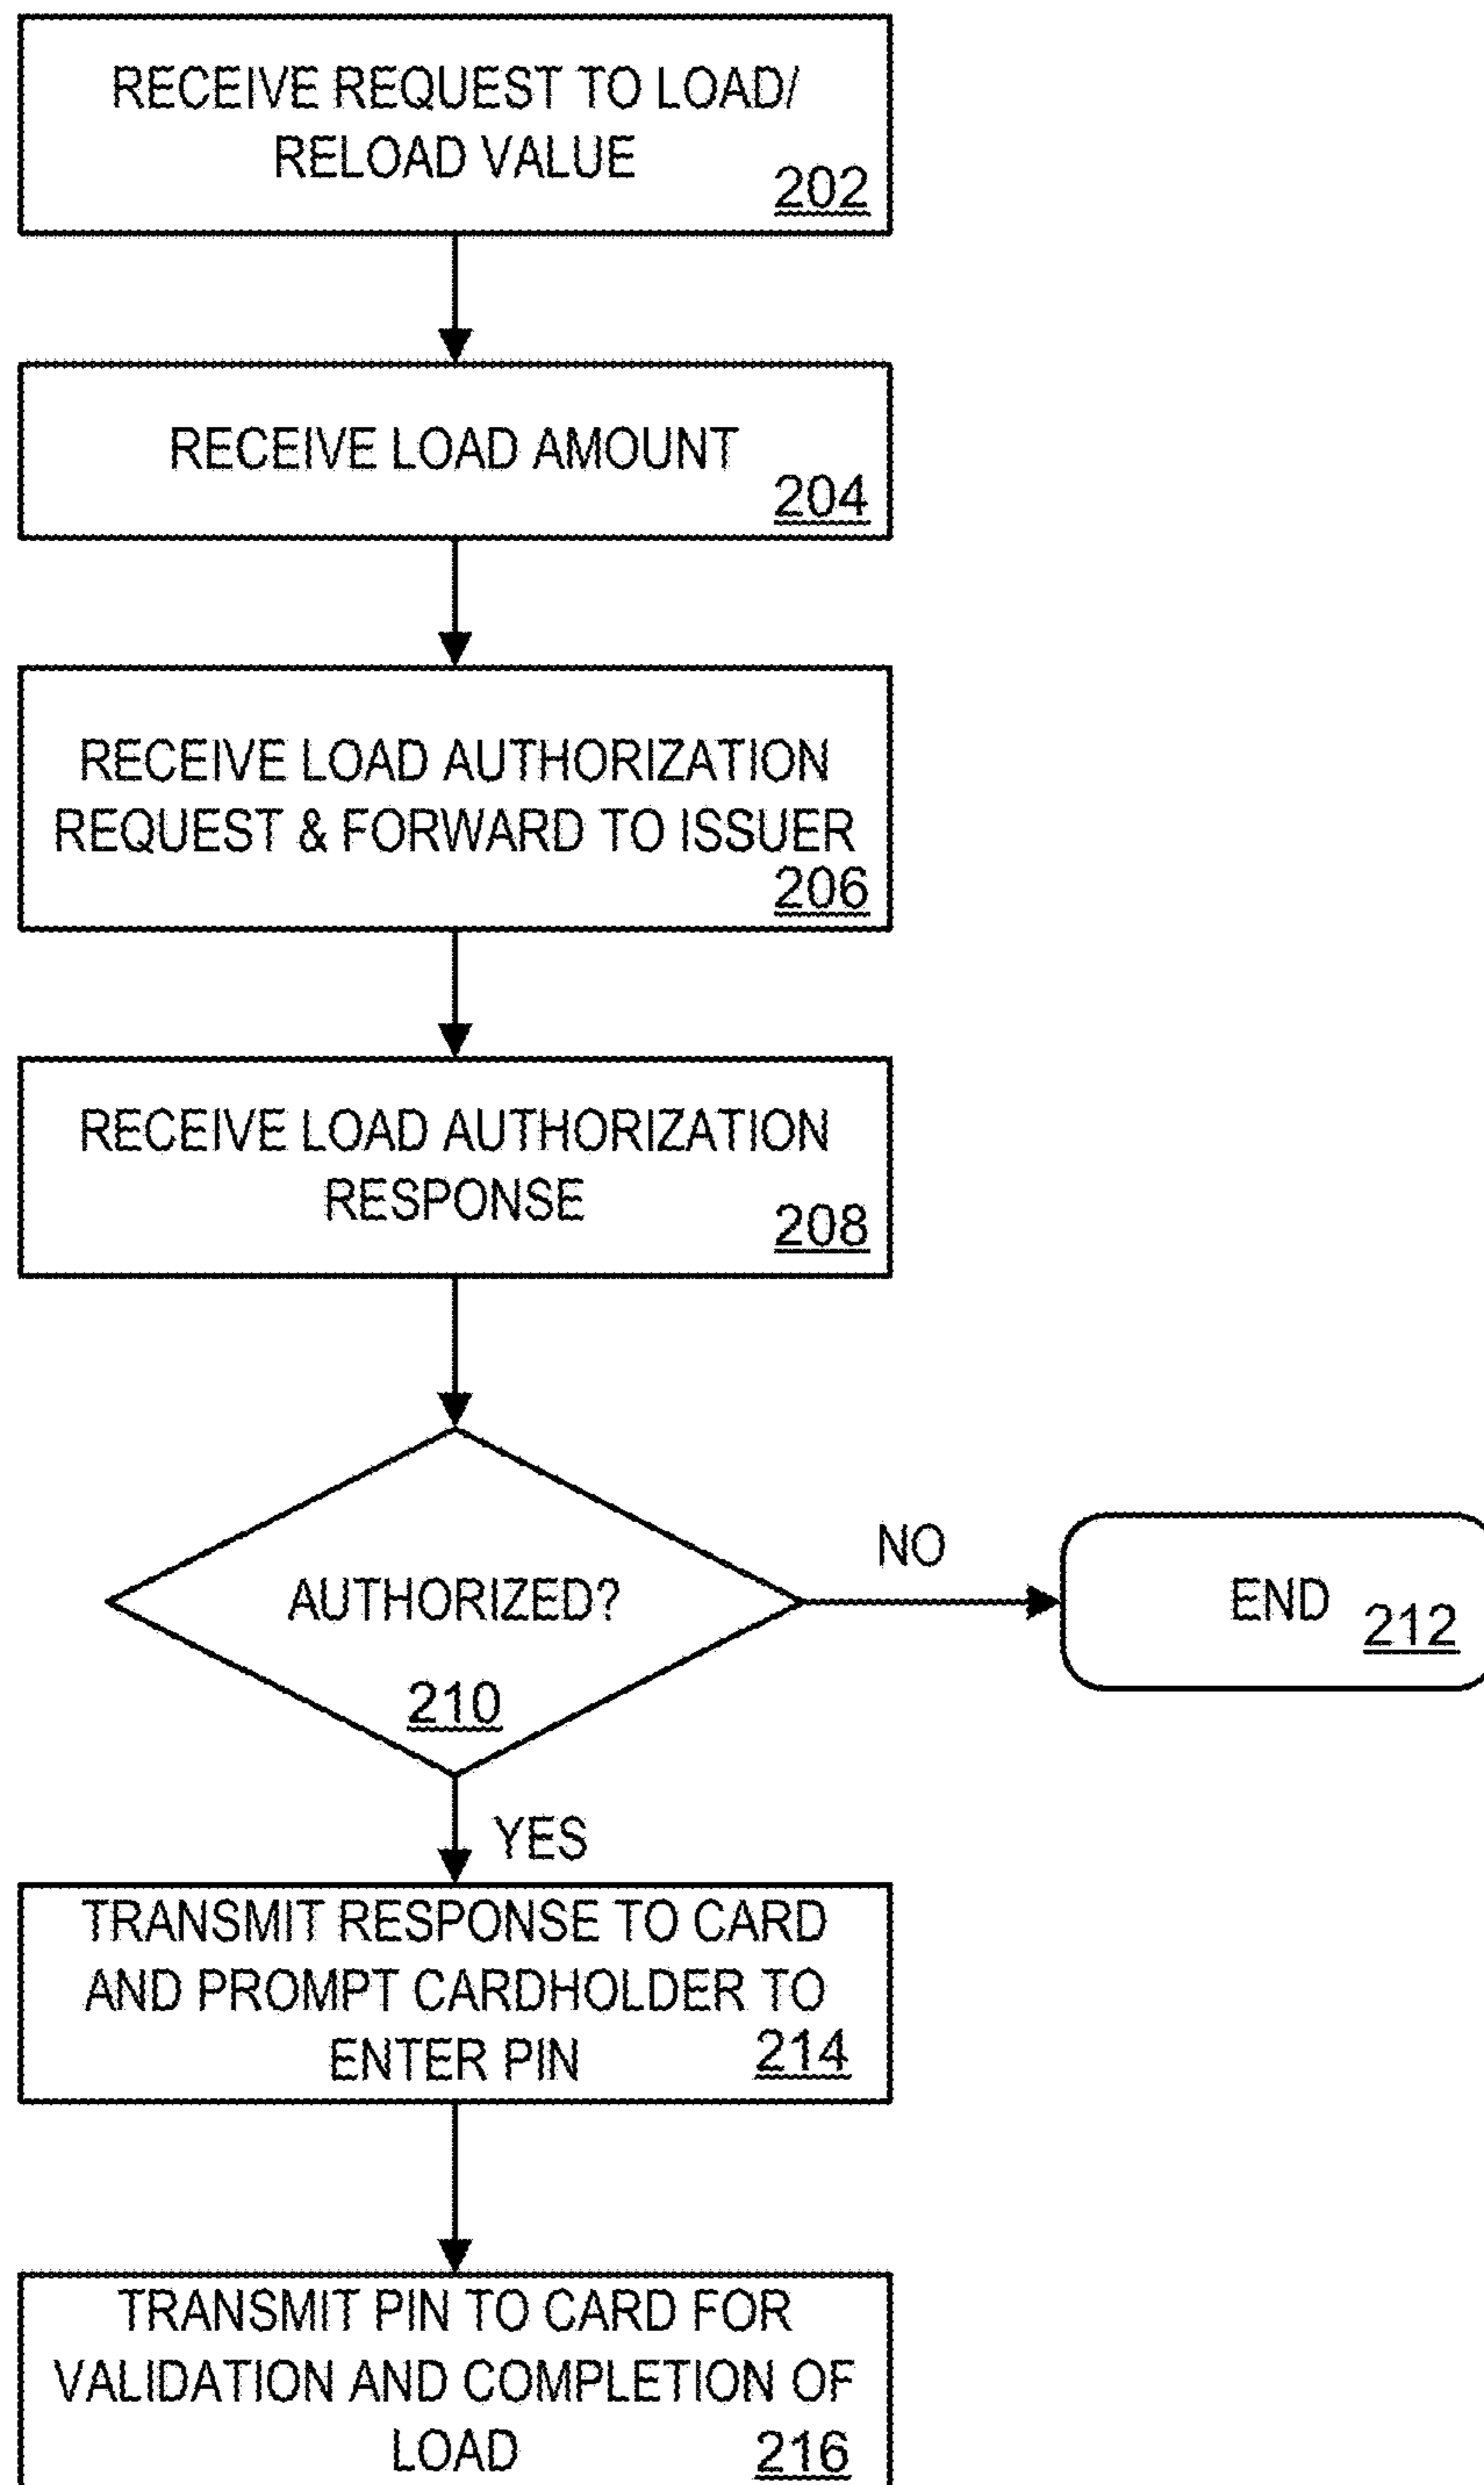 RECEIVE REQUEST TO LOAD/
RELOAD VALUE
202
RECEIVE LOAD AMOUNT
204
RECEIVE LOAD AUTHORIZATION
REQUEST & FORWARD TO ISSUER
206
RECEIVE LOAD AUTHORIZATION
RESPONSE
208
AUTHORIZED?
210
NO
END
212
YES
TRANSMIT RESPONSE TO CARD
AND PROMPT CARDHOLDER TO
ENTER PIN
214
TRANSMIT PIN TO CARD FOR
VALIDATION AND COMPLETION OF
LOAD
216